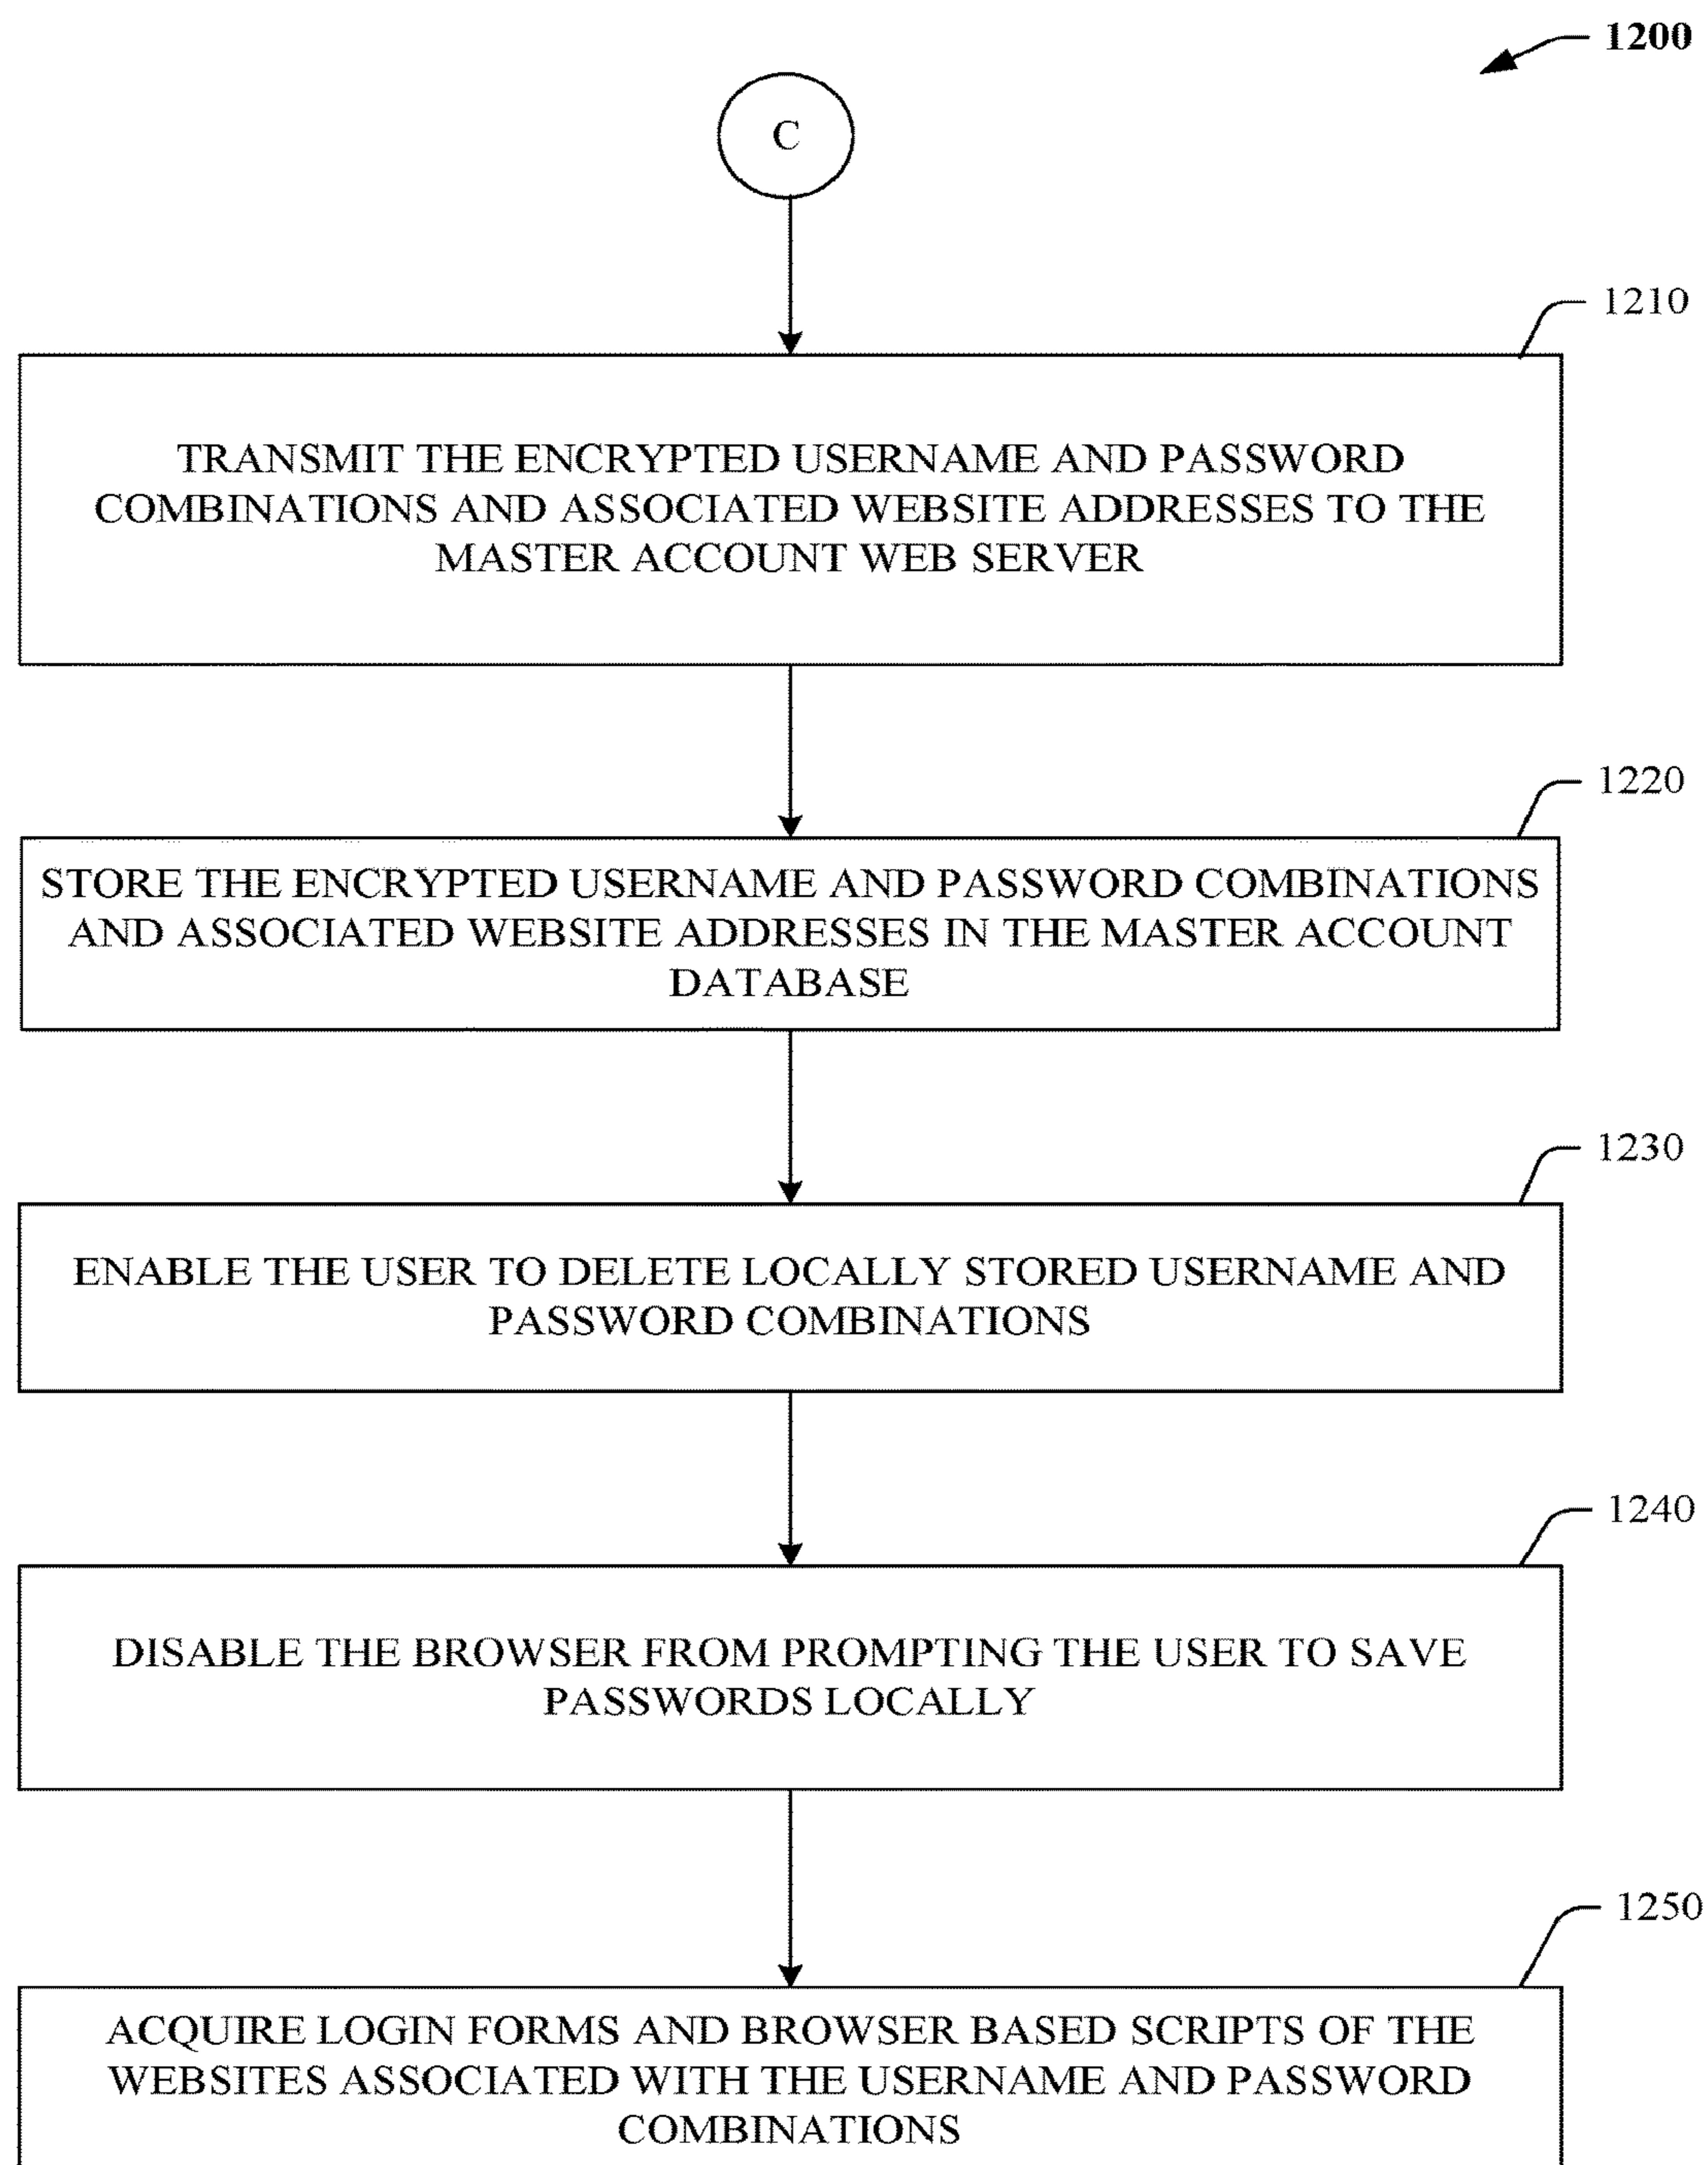 1200
C
1210
TRANSMIT THE ENCRYPTED USERNAME AND PASSWORD
COMBINATIONS AND ASSOCIATED WEBSITE ADDRESSES TO THE
MASTER ACCOUNT WEB SERVER
1220
STORE THE ENCRYPTED USERNAME AND PASSWORD COMBINATIONS
AND ASSOCIATED WEBSITE ADDRESSES IN THE MASTER ACCOUNT
DATABASE
1230
ENABLE THE USER TO DELETE LOCALLY STORED USERNAME AND
PASSWORD COMBINATIONS
1240
DISABLE THE BROWSER FROM PROMPTING THE USER TO SAVE
PASSWORDS LOCALLY
1250
ACQUIRE LOGIN FORMS AND BROWSER BASED SCRIPTS OF THE
WEBSITES ASSOCIATED WITH THE USERNAME AND PASSWORD
COMBINATIONS